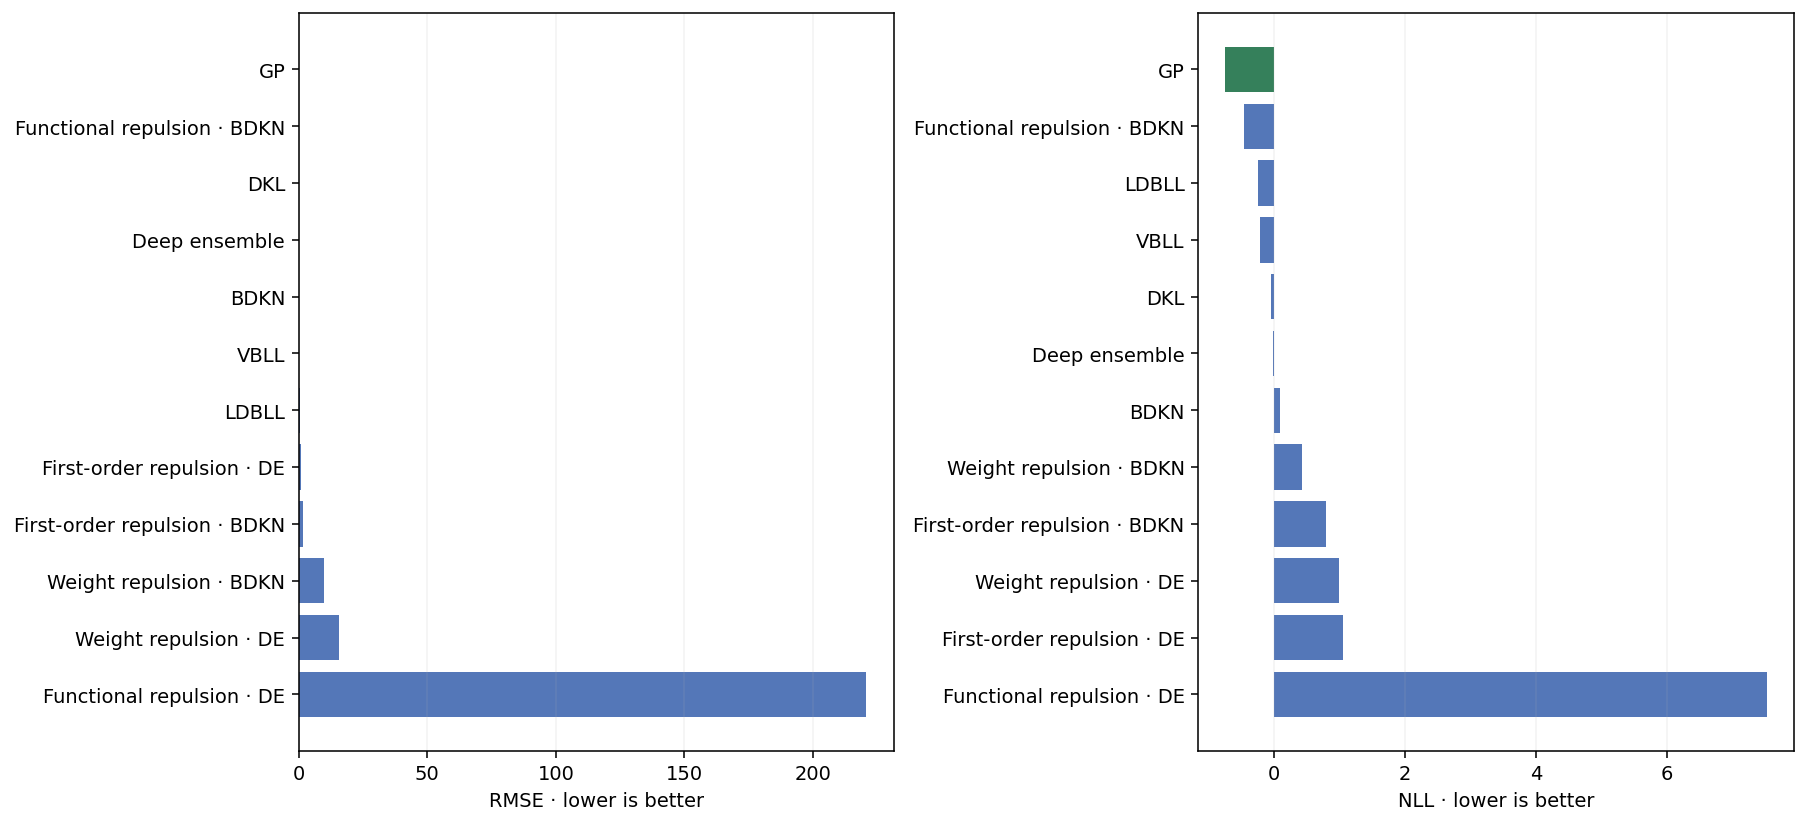 GP
Functional repulsion · BDKN
DKL
Deep ensemble
BDKN
VBLL
LDBLL
First-order repulsion · DE
First-order repulsion · BDKN
Weight repulsion · BDKN
Weight repulsion · DE
Functional repulsion · DE
0 50 100 150 200
RMSE · lower is better
GP
Functional repulsion · BDKN
LDBLL
VBLL
DKL
Deep ensemble
BDKN
Weight repulsion · BDKN
First-order repulsion · BDKN
Weight repulsion · DE
First-order repulsion · DE
Functional repulsion · DE
0 2 4 6
NLL · lower is better